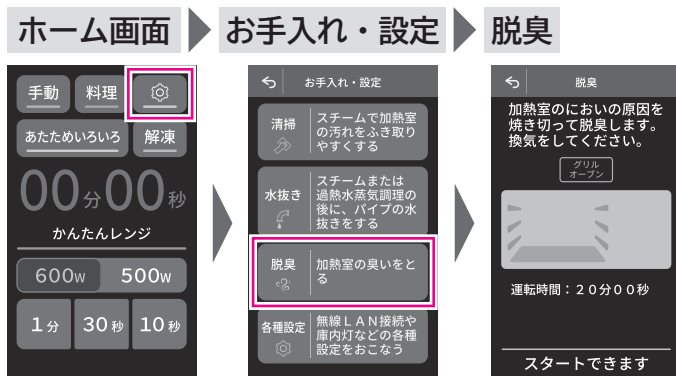 ホーム画面
お手入れ・設定
脱臭
手動
料理
あたためいろいろ
解凍
00分00秒
かんたんレンジ
600W
500W
1分
30秒
10秒
お手入れ・設定
清掃
スチームで加熱室
の汚れをふき取り
やすくする
水抜き
スチームまたは
過熱水蒸気調理の
後に、パイプの水
抜きをする
脱臭
加熱室の臭いをと
る
各種設定
無線LAN接続や
庫内灯などの各種
設定をおこなう
脱臭
加熱室のにおいの原因を
焼き切って脱臭します。
換気をしてください。
グリル
オーブン
運転時間:20分00秒
スタートできます